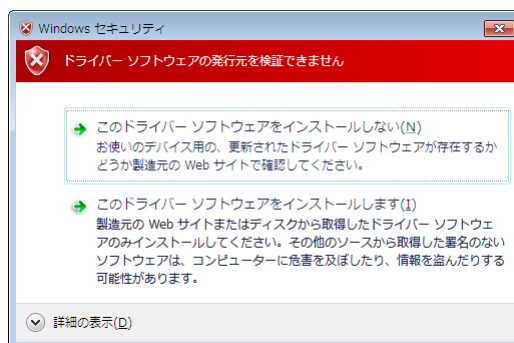 Windows セキュリティ
ドライバー ソフトウェアの発行元を検証できません
このドライバー ソフトウェアをインストールしない(N)
お使いのデバイス用の、更新されたドライバー ソフトウェアが存在するか
どうか製造元の Web サイトで確認してください。
このドライバー ソフトウェアをインストールします(I)
製造元の Web サイトまたはディスクから取得したドライバー ソフトウェ
アのみインストールしてください。その他のソースから取得した署名のない
ソフトウェアは、コンピューターに危害を及ぼしたり、情報を盗んだりする
可能性があります。
詳細の表示(D)